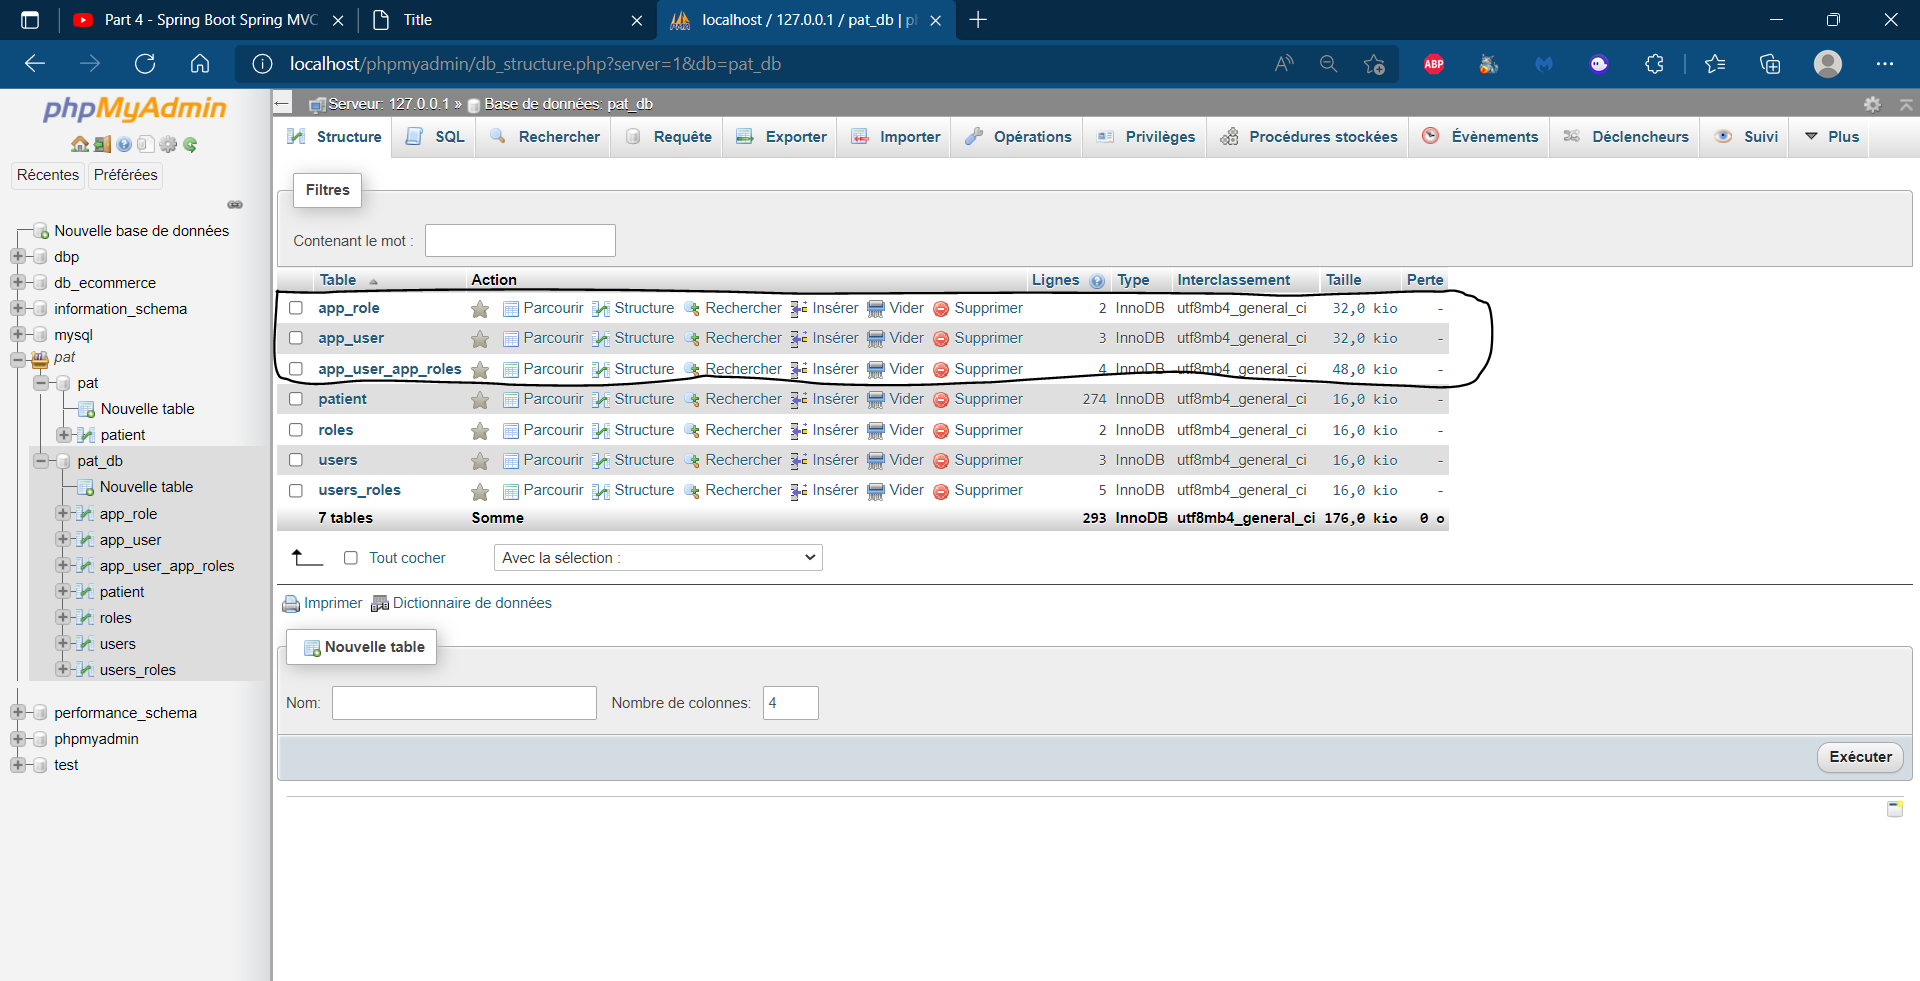 Part 4 - Spring Boot Spring MVC
Title
localhost / 127.0.0.1 / pat_db | ph
localhost/phpmyadmin/db_structure.php?server=1&db=pat_db
ABP
phpMyAdmin
Récentes Préférées
Nouvelle base de données
dbp
db_ecommerce
information_schema
mysql
pat
pat
Nouvelle table
patient
pat_db
Nouvelle table
app_role
app_user
app_user_app_roles
patient
roles
users
users_roles
performance_schema
phpmyadmin
test
Serveur: 127.0.0.1 » Base de données: pat_db
Structure SQL Rechercher Requête Exporter Importer Opérations Privilèges Procédures stockées Évènements Déclencheurs Suivi Plus
Filtres
Contenant le mot :
Table Action Lignes Type Interclassement Taille Perte
app_role Parcourir Structure Rechercher Insérer Vider Supprimer 2 InnoDB utf8mb4_general_ci 32,0 kio -
app_user Parcourir Structure Rechercher Insérer Vider Supprimer 3 InnoDB utf8mb4_general_ci 32,0 kio -
app_user_app_roles Parcourir Structure Rechercher Insérer Vider Supprimer 4 InnoDB utf8mb4_general_ci 48,0 kio -
patient Parcourir Structure Rechercher Insérer Vider Supprimer 274 InnoDB utf8mb4_general_ci 16,0 kio -
roles Parcourir Structure Rechercher Insérer Vider Supprimer 2 InnoDB utf8mb4_general_ci 16,0 kio -
users Parcourir Structure Rechercher Insérer Vider Supprimer 3 InnoDB utf8mb4_general_ci 16,0 kio -
users_roles Parcourir Structure Rechercher Insérer Vider Supprimer 5 InnoDB utf8mb4_general_ci 16,0 kio -
7 tables Somme 293 InnoDB utf8mb4_general_ci 176,0 kio 0 o
Tout cocher Avec la sélection :
Imprimer Dictionnaire de données
Nouvelle table
Nom: Nombre de colonnes: 4
Exécuter